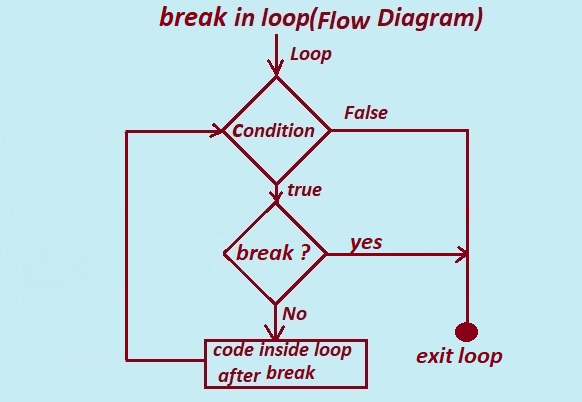 break in loop(Flow Diagram)
Loop
Condition
False
true
break ?
yes
No
code inside loop
after break
exit loop